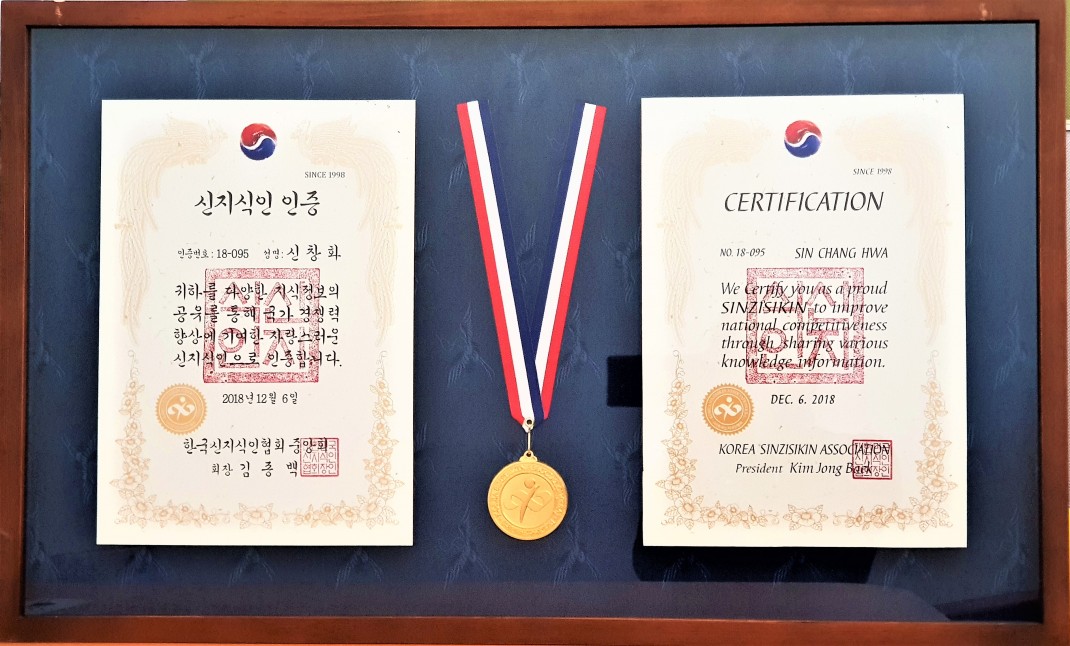 SINCE 1998
신지식인 인증
인증번호 : 18-095 성명 : 신창화
귀하를 다양한 지식정보의
공유를 통해 국가 경쟁력
향상에 기여한 자랑스러운
신지식인으로 인증합니다.
2018년 12월 6일
한국신지식인협회 중앙회
회장 김종백
SINCE 1998
CERTIFICATION
NO. 18-095 SIN CHANG HWA
We Certify you as a proud
SINZISIKIN to improve
national competitiveness
through sharing various
knowledge information.
DEC. 6. 2018
KOREA SINZISIKIN ASSOCIATION
President Kim Jong Baek